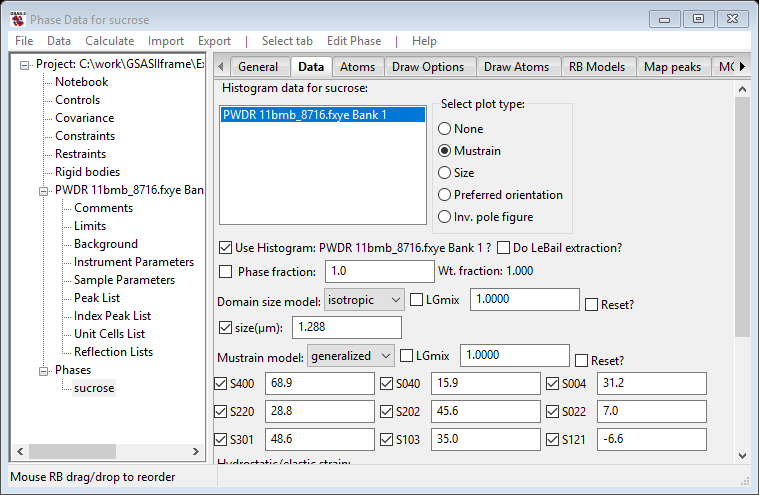 Phase Data for sucrose
File Data Calculate Import Export | Select tab Edit Phase | Help
Project: C:\work\GSASIIframe\Ex
Notebook
Controls
Covariance
Constraints
Restraints
Rigid bodies
PWDR 11bmb_8716.fxye Ban
Comments
Limits
Background
Instrument Parameters
Sample Parameters
Peak List
Index Peak List
Unit Cells List
Reflection Lists
Phases
sucrose
General Data Atoms Draw Options Draw Atoms RB Models Map peaks MC
Histogram data for sucrose:
PWDR 11bmb_8716.fxye Bank 1
Select plot type:
None
Mustrain
Size
Preferred orientation
Inv. pole figure
Use Histogram: PWDR 11bmb_8716.fxye Bank 1 ? Do LeBail extraction?
Phase fraction: 1.0 Wt. fraction: 1.000
Domain size model: isotropic LGmix 1.0000 Reset?
size(μm): 1.288
Mustrain model: generalized LGmix 1.0000 Reset?
S400 68.9 S040 15.9 S004 31.2
S220 28.8 S202 45.6 S022 7.0
S301 48.6 S103 35.0 S121 -6.6
Hydrostatic/elastic strain:
Mouse RB drag/drop to reorder